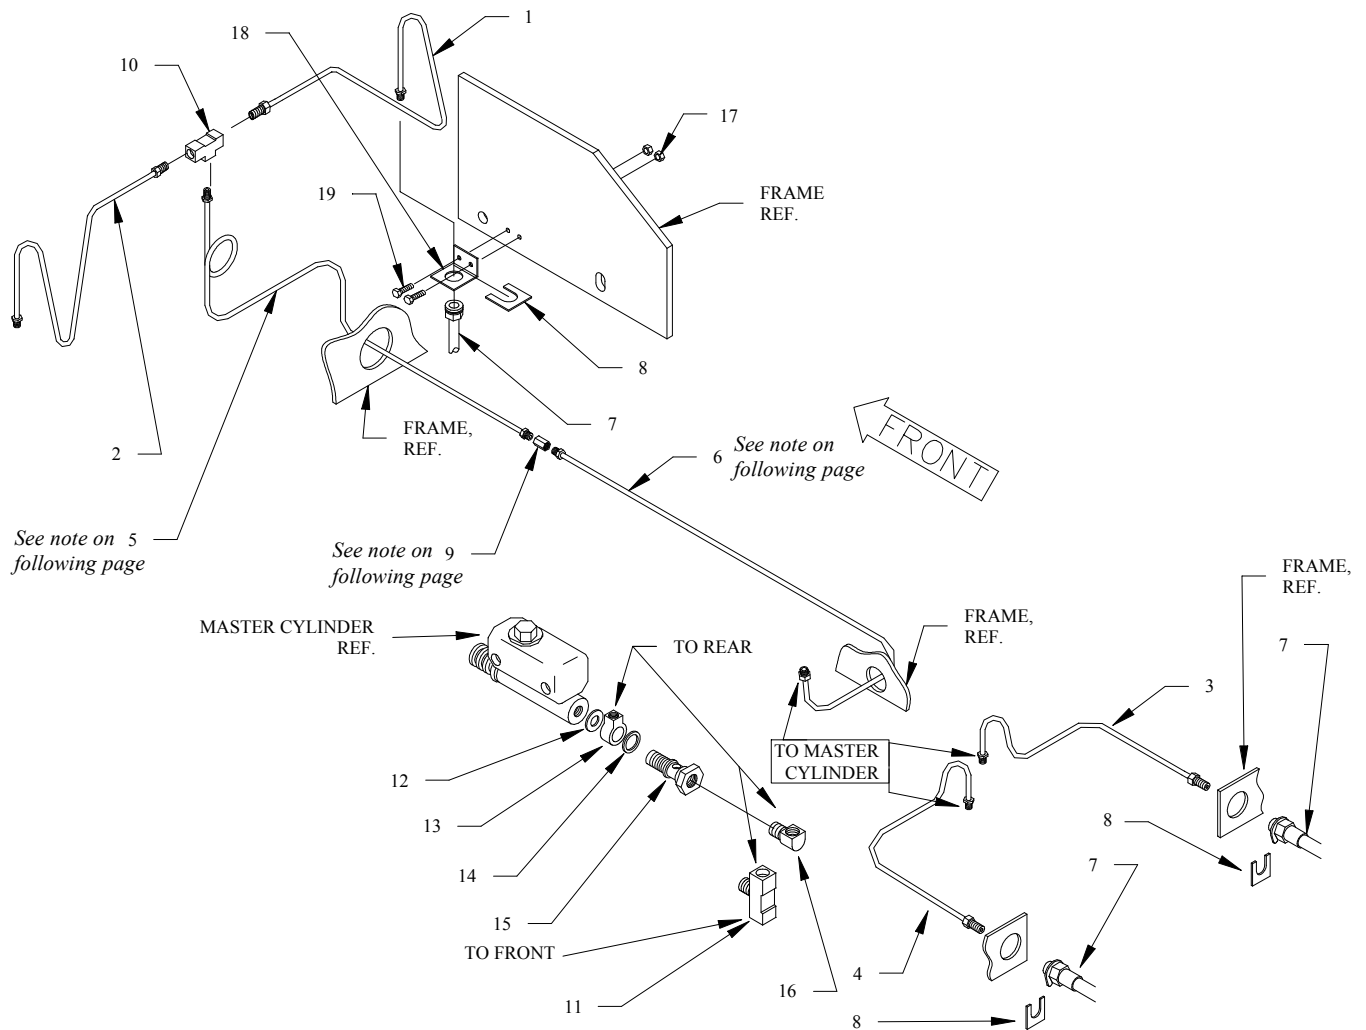 1
18
10
17
19
FRAME
REF.
8
7
FRAME,
REF.
2
6 See note on
following page
FRONT
See note on 5
following page
See note on 9
following page
FRAME,
REF.
MASTER CYLINDER
REF.
TO REAR
FRAME,
REF.
7
3
TO MASTER
CYLINDER
12
13
14
15
8
7
TO FRONT
11
16
4
8